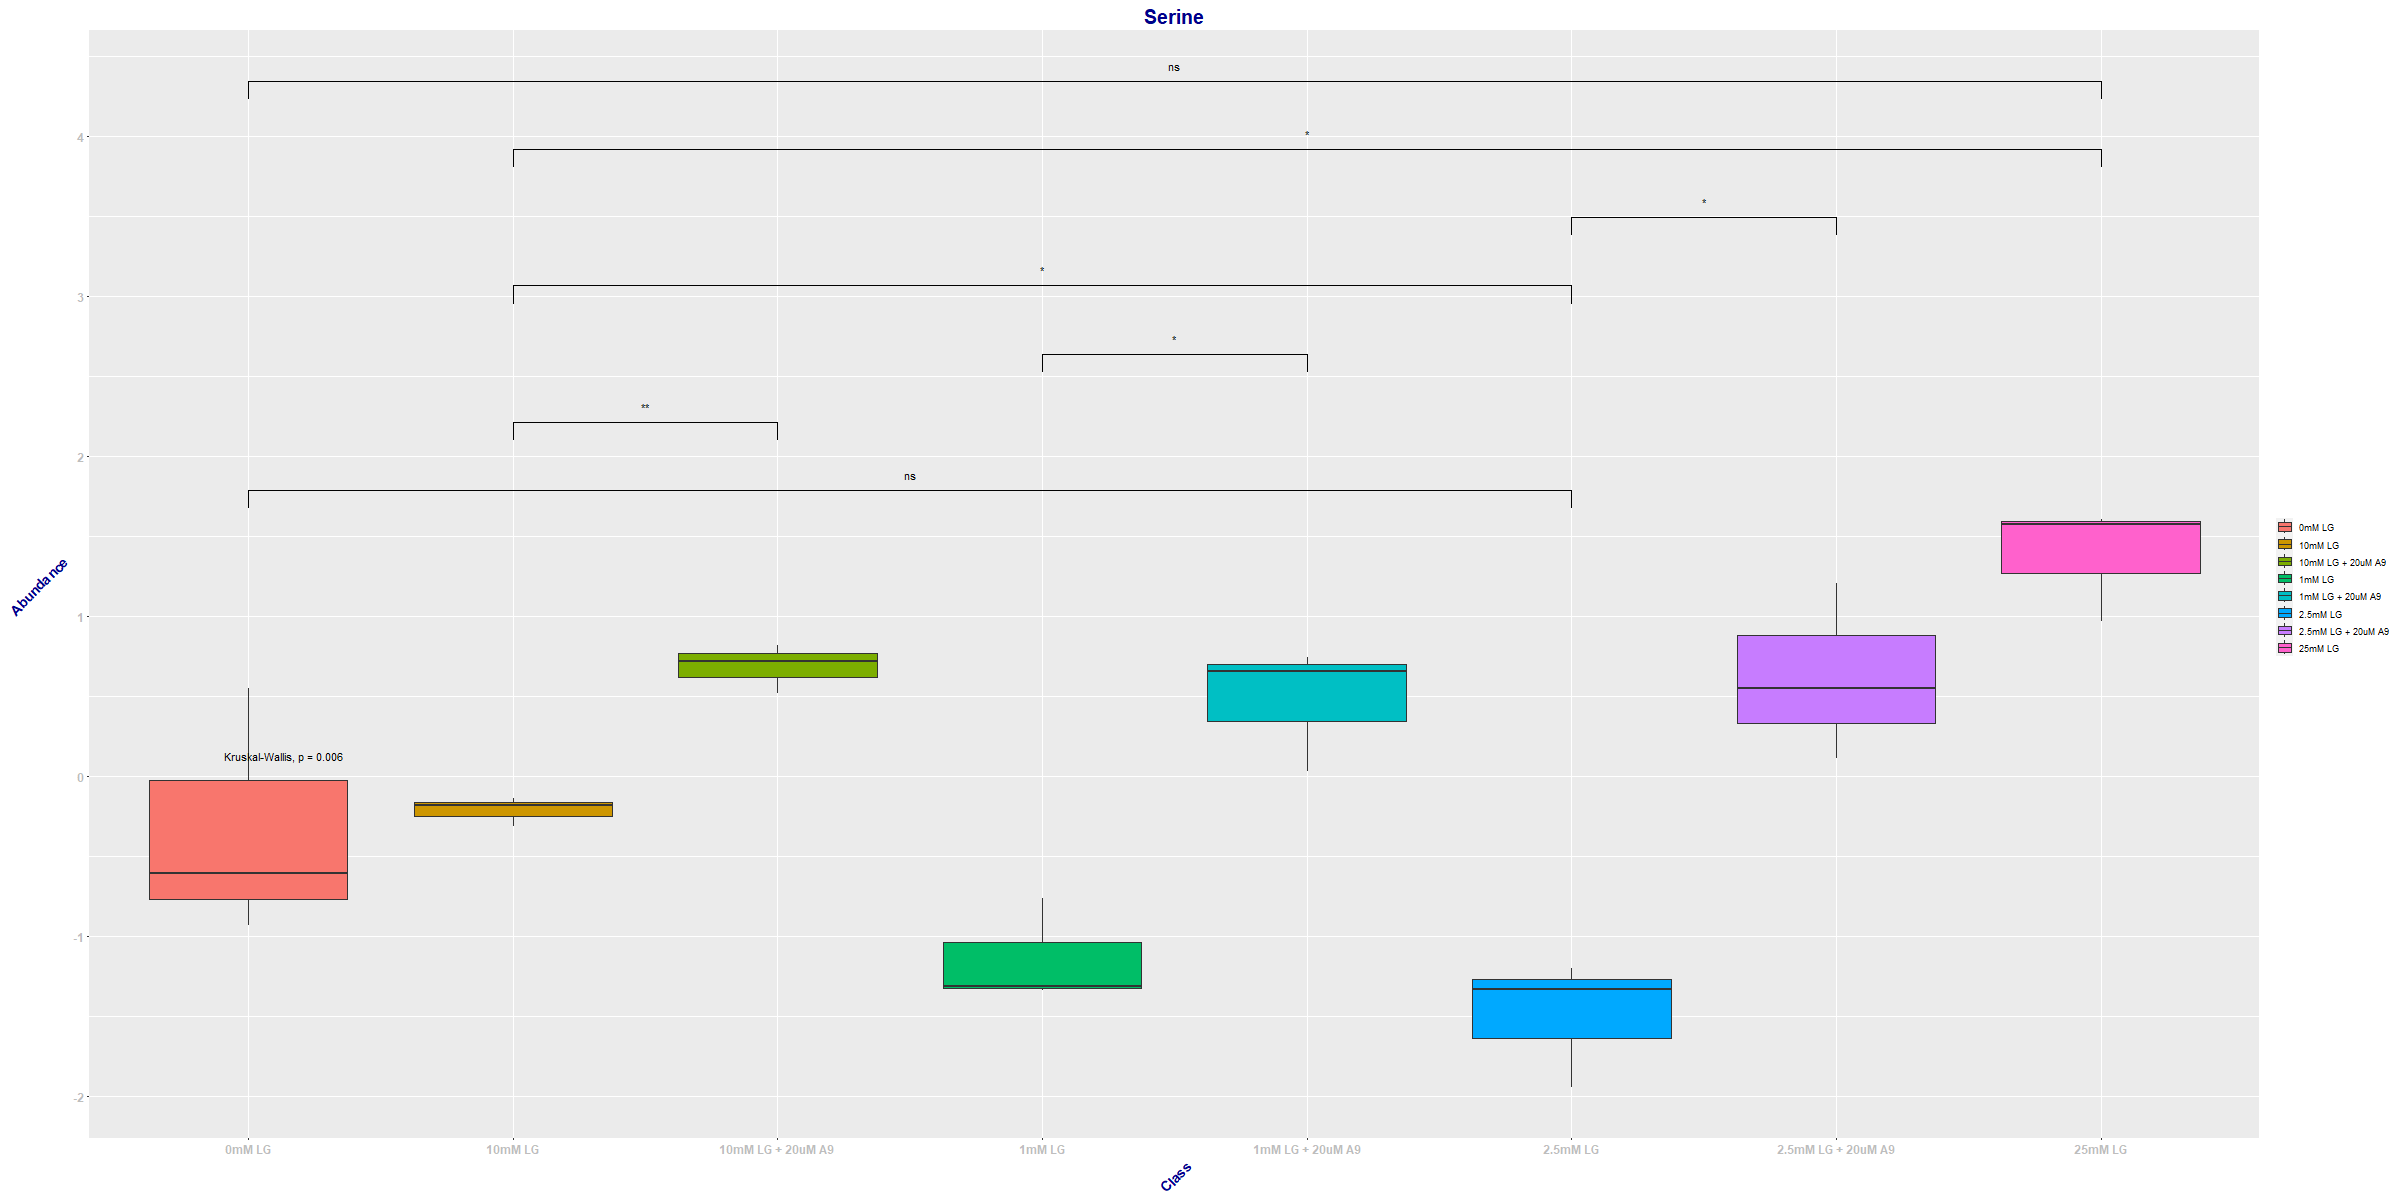 Serine
ns
*
*
*
*
**
ns
Kruskal-Wallis, p = 0.006
Abundance
4
3
2
1
0
-1
-2
0mM LG
10mM LG
10mM LG + 20uM A9
1mM LG
1mM LG + 20uM A9
2.5mM LG
2.5mM LG + 20uM A9
25mM LG
Class
0mM LG
10mM LG
10mM LG + 20uM A9
1mM LG
1mM LG + 20uM A9
2.5mM LG
2.5mM LG + 20uM A9
25mM LG